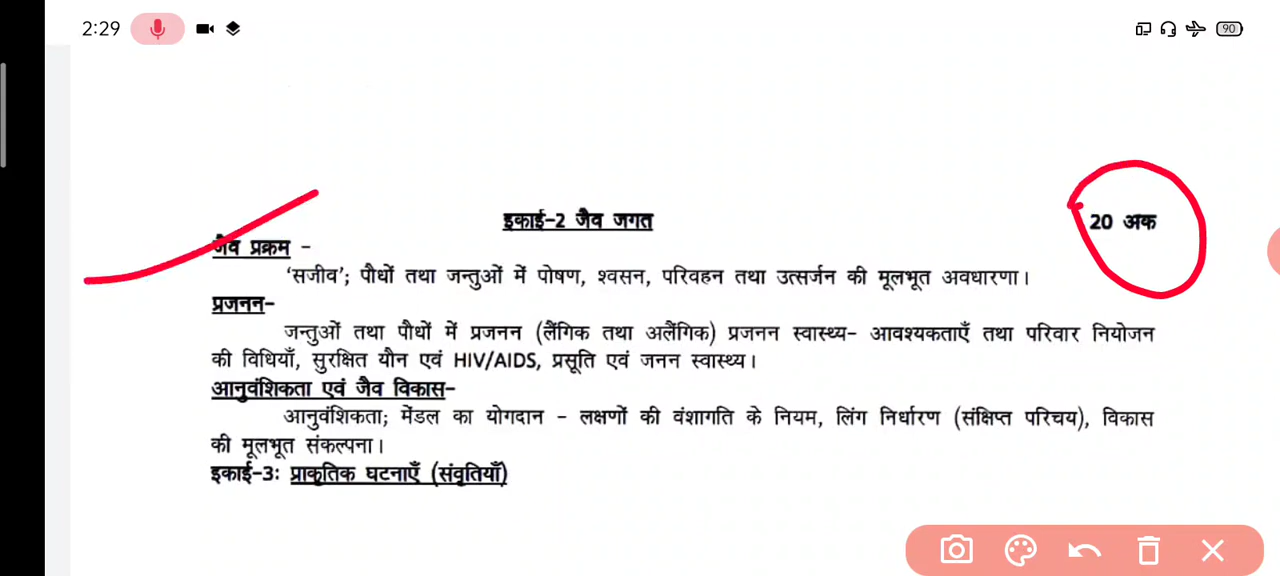 2:29
90
इकाई-2 जैव जगत 20 अंक
जैव प्रक्रम -
'सजीव'; पौधों तथा जन्तुओं में पोषण, श्वसन, परिवहन तथा उत्सर्जन की मूलभूत अवधारणा।
प्रजनन-
जन्तुओं तथा पौधों में प्रजनन (लैंगिक तथा अलैंगिक) प्रजनन स्वास्थ्य- आवश्यकताएँ तथा परिवार नियोजन
की विधियाँ, सुरक्षित यौन एवं HIV/AIDS, प्रसूति एवं जनन स्वास्थ्य।
आनुवंशिकता एवं जैव विकास-
आनुवंशिकता; मेंडल का योगदान - लक्षणों की वंशागति के नियम, लिंग निर्धारण (संक्षिप्त परिचय), विकास
की मूलभूत संकल्पना।
इकाई-3: प्राकृतिक घटनाएँ (संवृतियाँ)